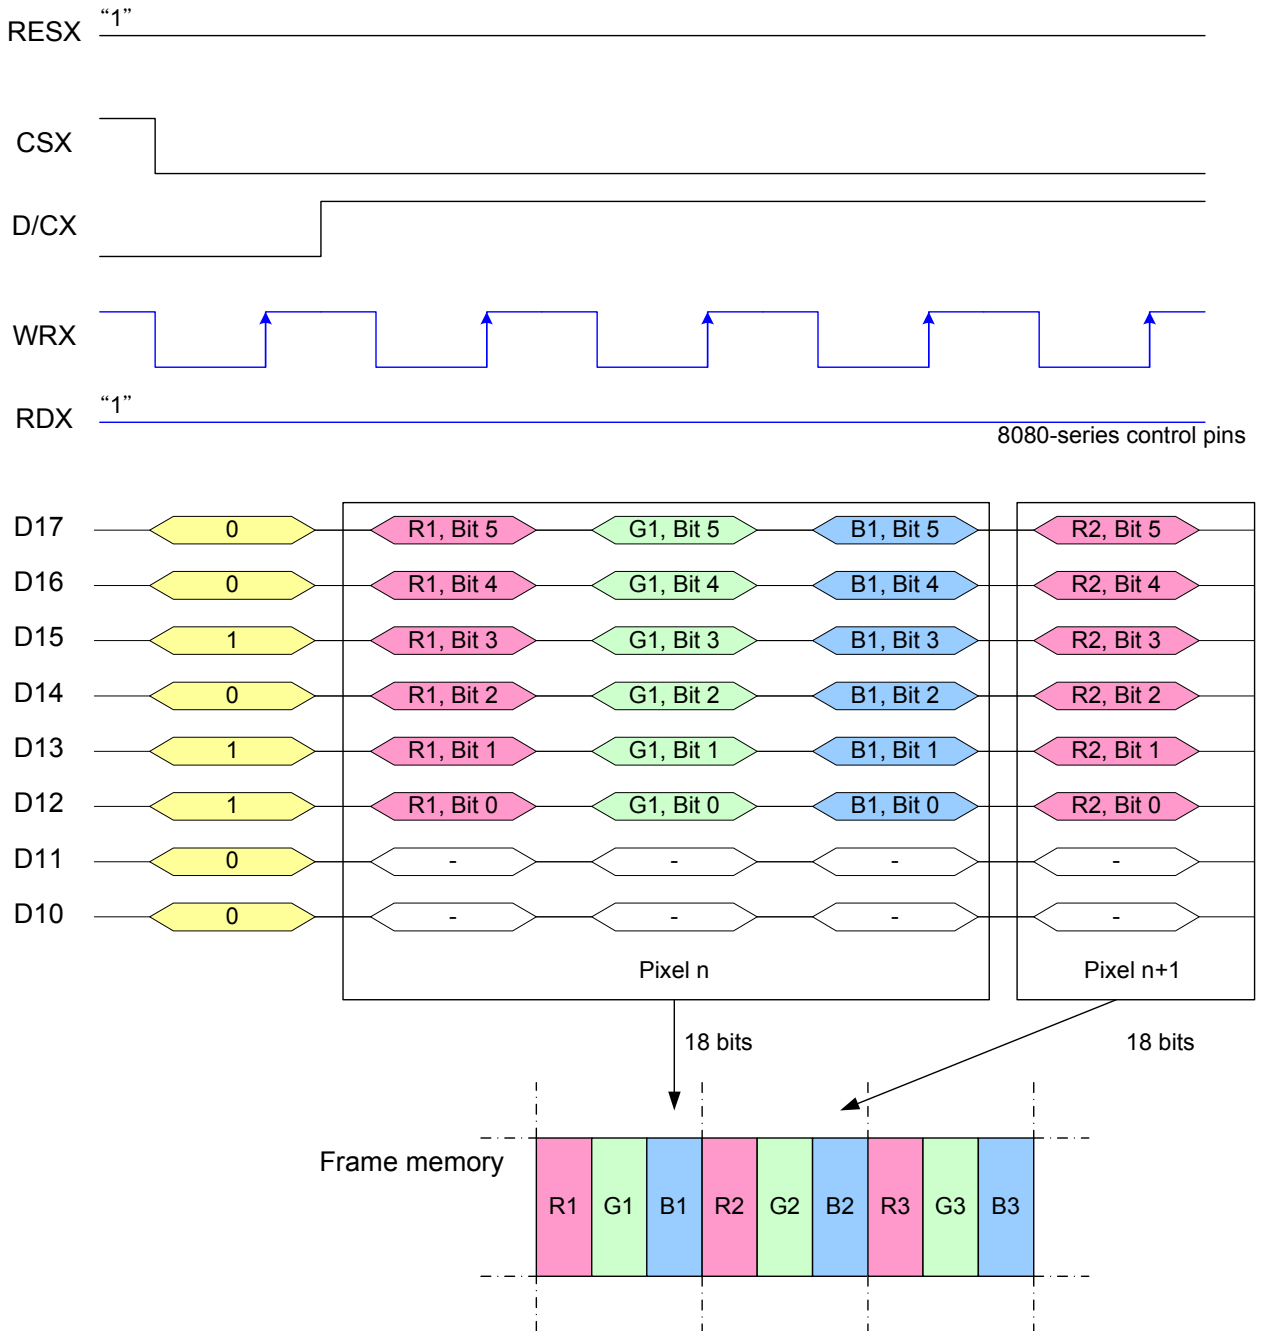 RESX “1”
CSX
D/CX
WRX
RDX “1”
8080-series control pins
D17 0 R1, Bit 5 G1, Bit 5 B1, Bit 5 R2, Bit 5
D16 0 R1, Bit 4 G1, Bit 4 B1, Bit 4 R2, Bit 4
D15 1 R1, Bit 3 G1, Bit 3 B1, Bit 3 R2, Bit 3
D14 0 R1, Bit 2 G1, Bit 2 B1, Bit 2 R2, Bit 2
D13 1 R1, Bit 1 G1, Bit 1 B1, Bit 1 R2, Bit 1
D12 1 R1, Bit 0 G1, Bit 0 B1, Bit 0 R2, Bit 0
D11 0 - - - -
D10 0 - - - -
Pixel n Pixel n+1
18 bits 18 bits
Frame memory
R1 G1 B1 R2 G2 B2 R3 G3 B3